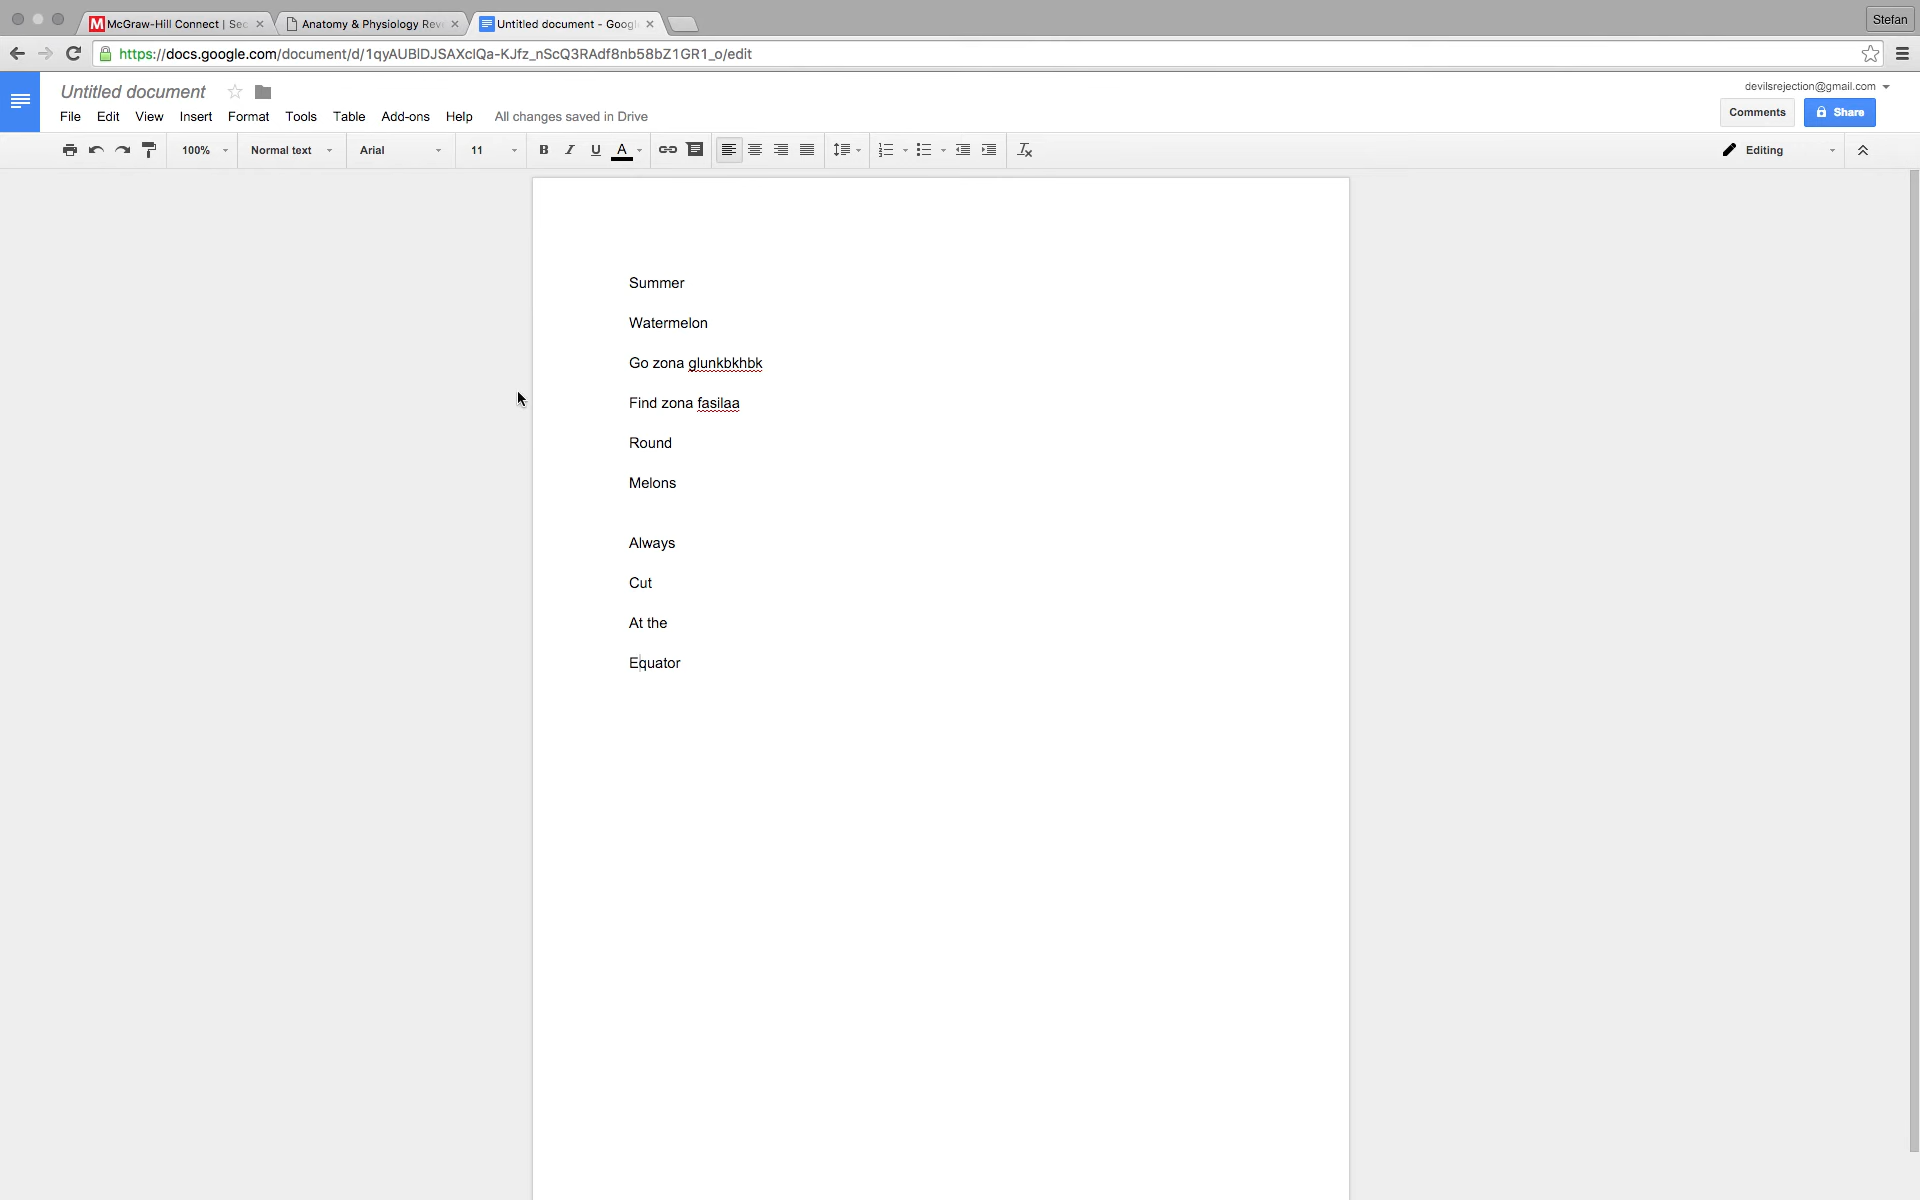 McGraw-Hill Connect | Sec
Anatomy & Physiology Rev
Untitled document - Googl
Stefan
https://docs.google.com/document/d/1qyAUBlDJSAXclQa-KJfz_nScQ3RAdf8nb58bZ1GR1_o/edit
Untitled document
devilsrejection@gmail.com
File Edit View Insert Format Tools Table Add-ons Help All changes saved in Drive
Comments
Share
100% Normal text Arial 11 B I U A Editing
Summer
Watermelon
Go zona glunkbkhbk
Find zona fasilaa
Round
Melons
Always
Cut
At the
Equator